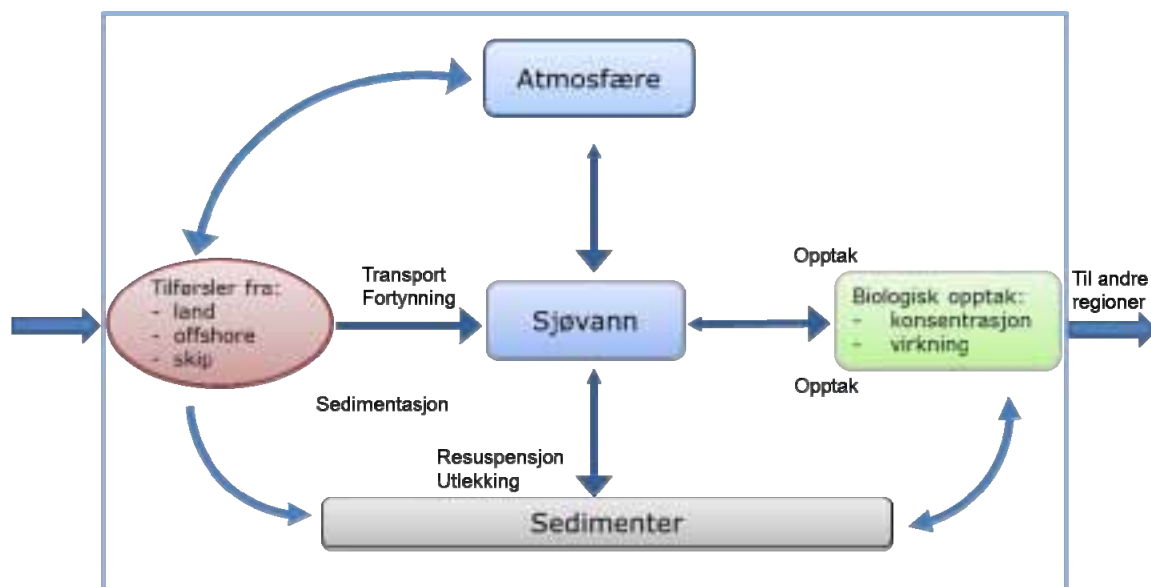 Atmosfære
Tilførsler fra:
- land
- offshore
- skip
Transport
Fortynning
Sjøvann
Opptak
Biologisk opptak:
- konsentrasjon
- virkning
Opptak
Til andre
regioner
Sedimentasjon
Resuspensjon
Utlekking
Sedimenter